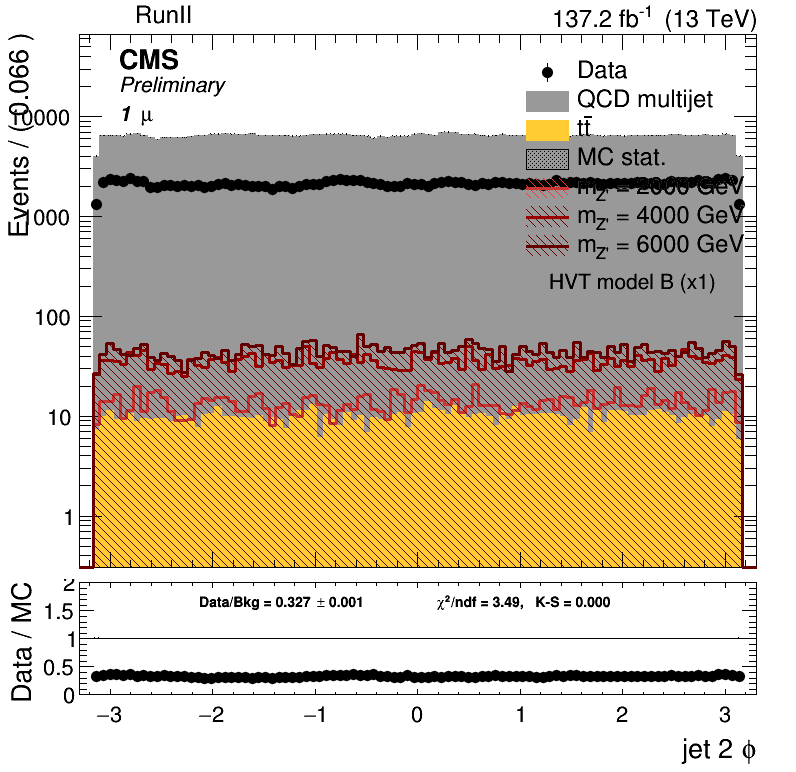 RunII 137.2 fb⁻¹ (13 TeV)
CMS
Preliminary
1 μ
Data
QCD multijet
tt̅
MC stat.
m_Z' = 2000 GeV
m_Z' = 4000 GeV
m_Z' = 6000 GeV
HVT model B (x1)
Events / ( 0.066 )
10000
1000
100
10
1
Data / MC
2
1.5
1
0.5
0
Data/Bkg = 0.327 ± 0.001 χ²/ndf = 3.49, K-S = 0.000
−3 −2 −1 0 1 2 3
jet 2 ϕ